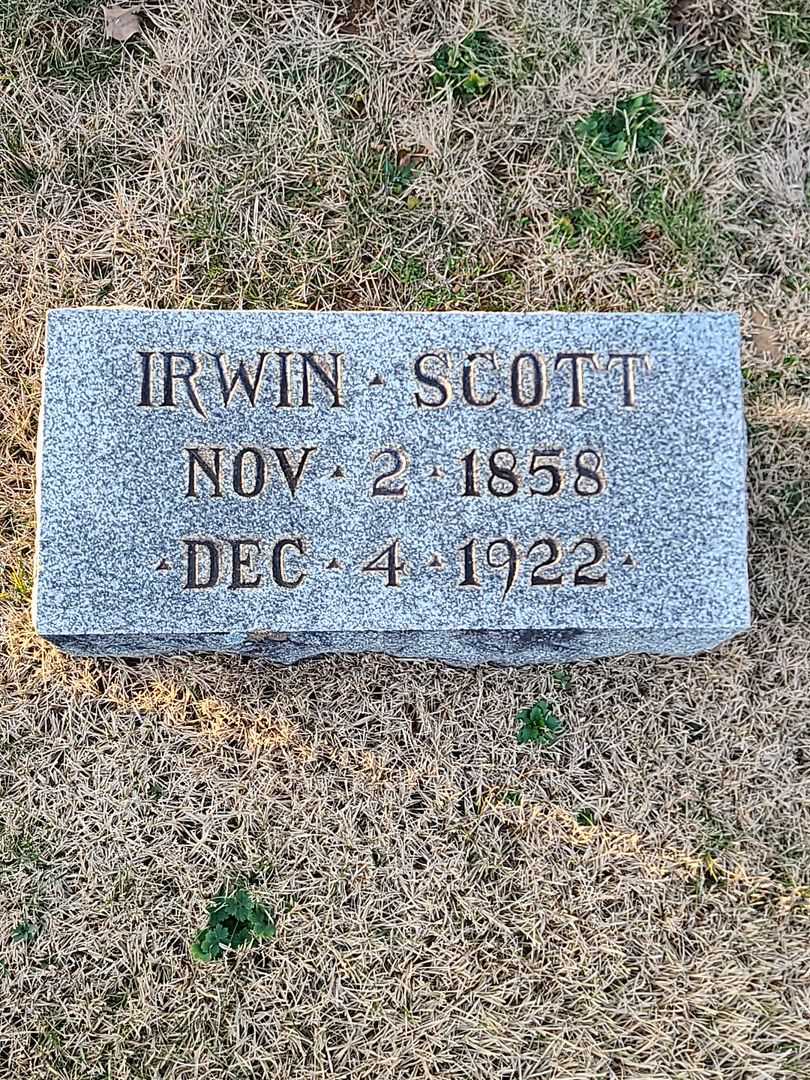 IRWIN · SCOTT
NOV · 2 · 1858
· DEC · 4 · 1922 ·